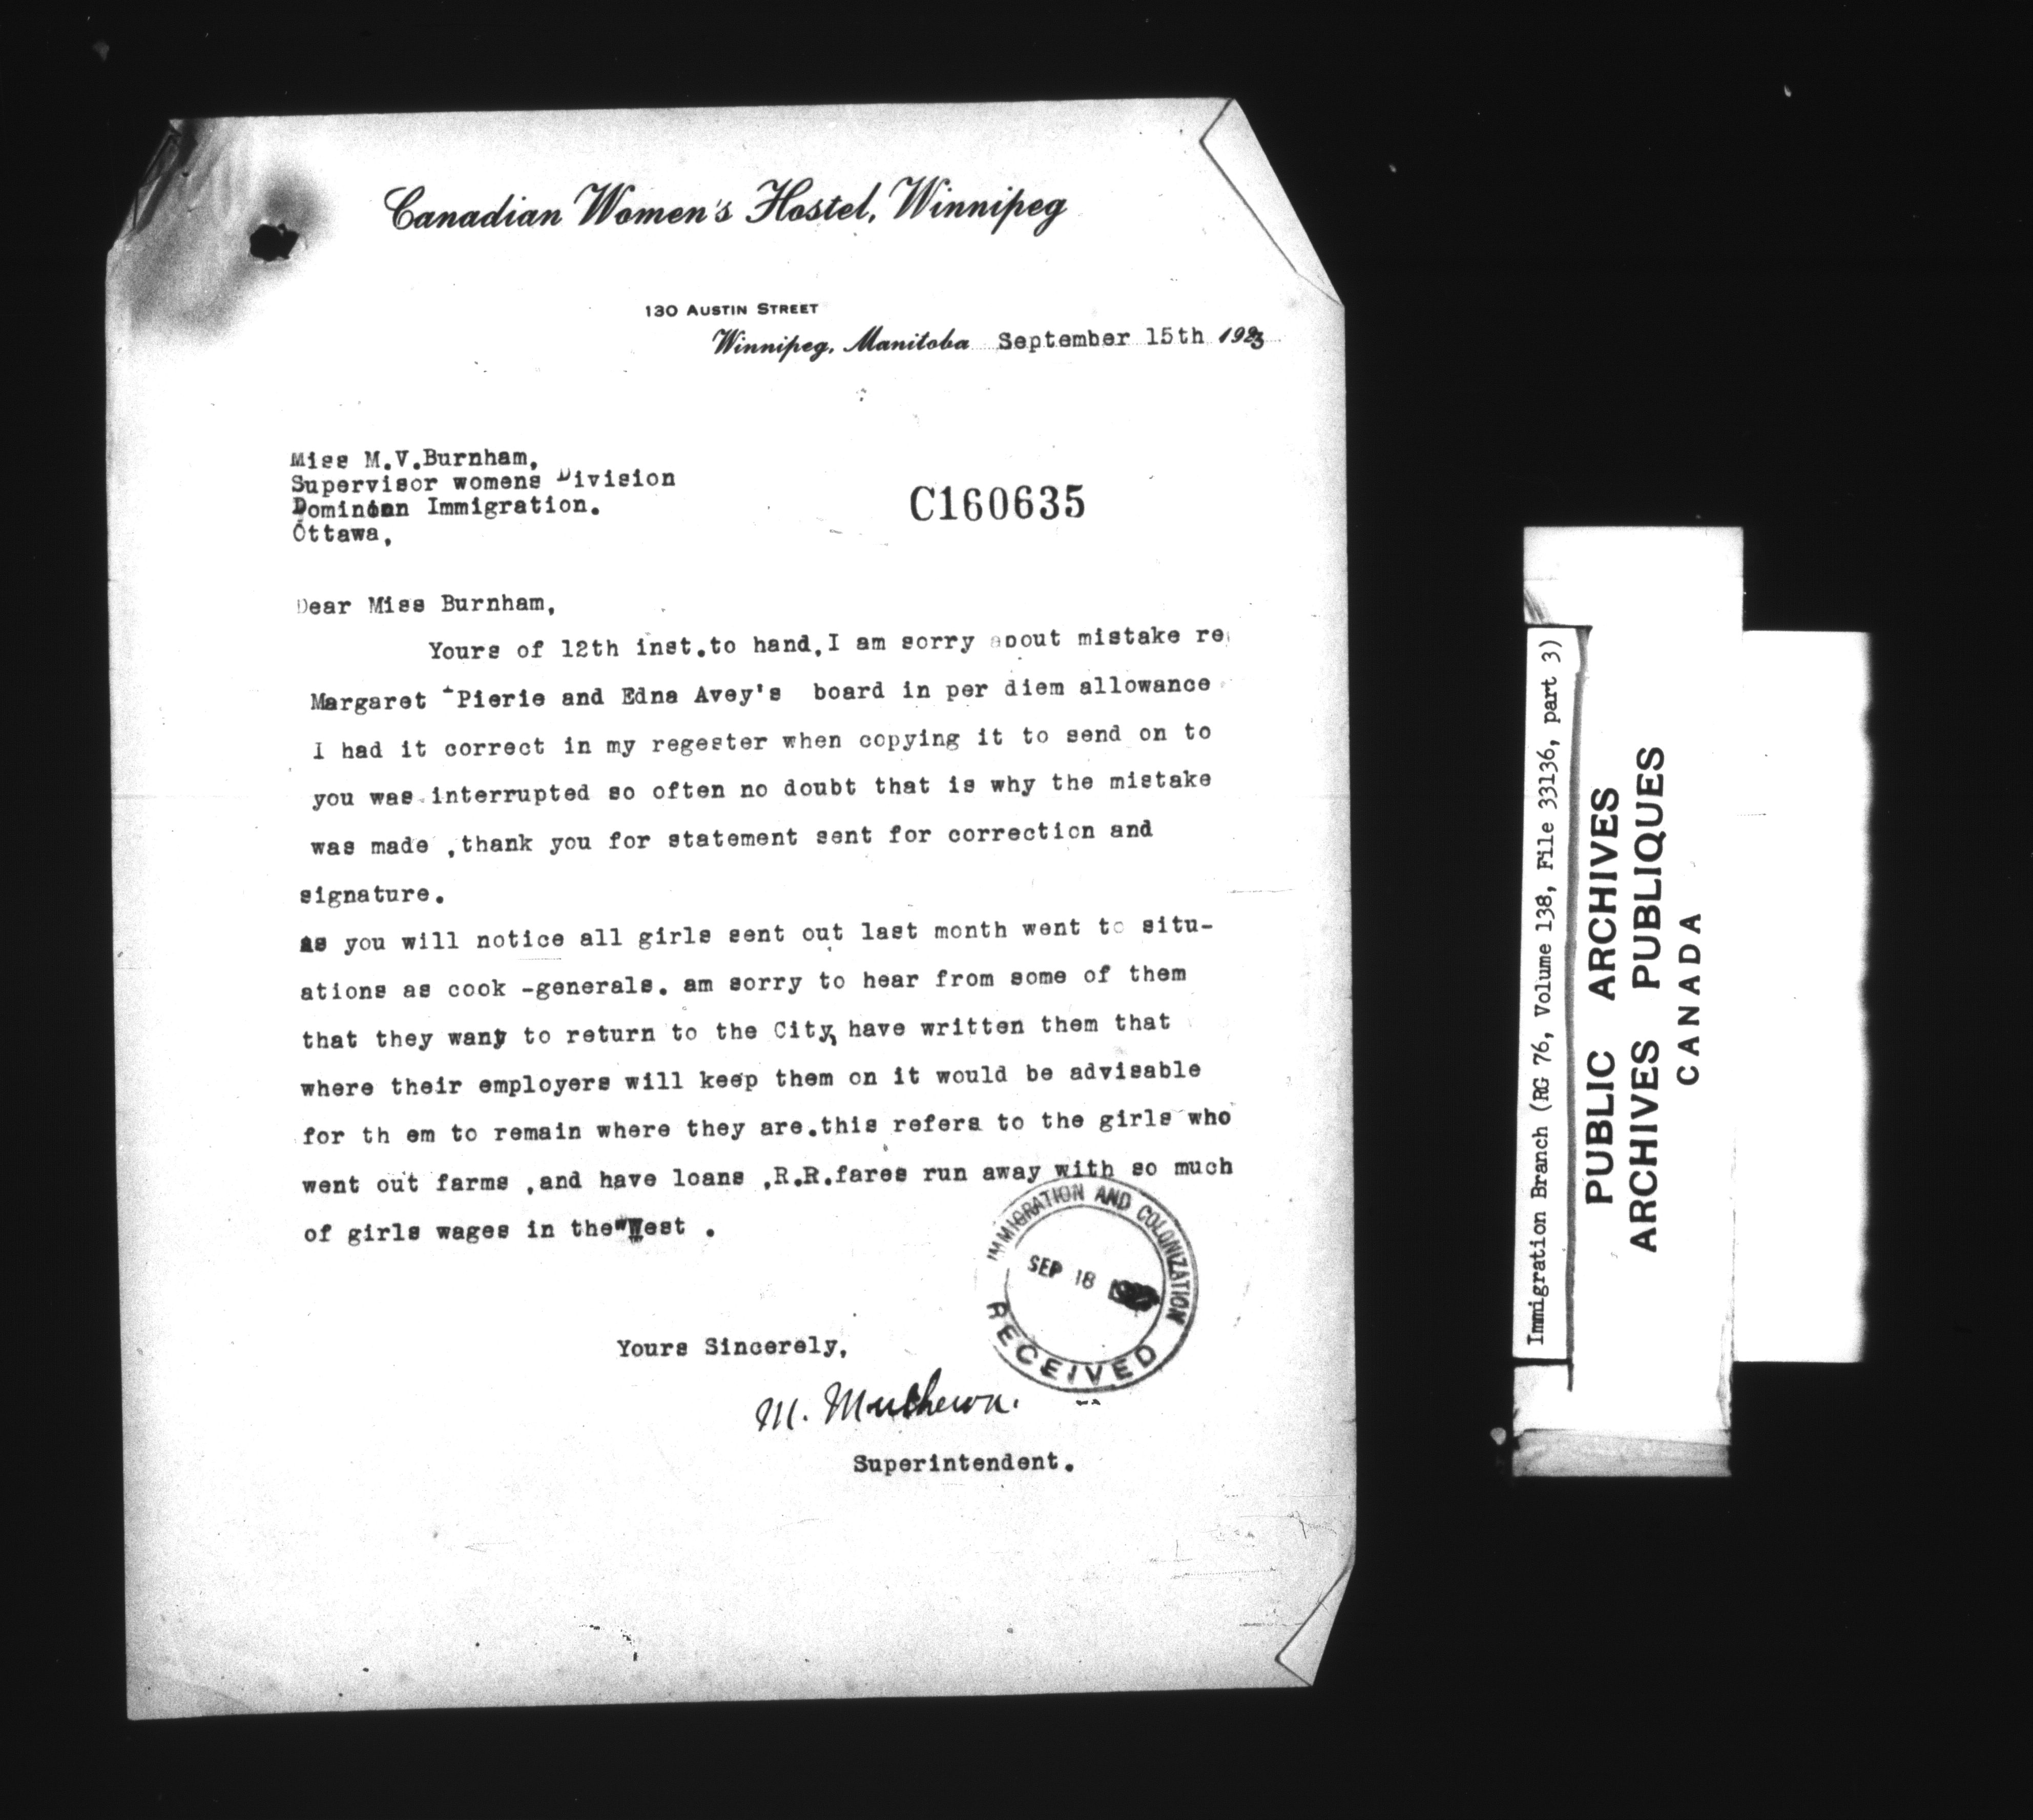 Canadian Women's Hostel, Winnipeg
130 AUSTIN STREET
Winnipeg, Manitoba September 15th 1923
Miss M.V.Burnham,
Supervisor womens Division
Dominion Immigration.
Ottawa,
C160635
Dear Miss Burnham,
Yours of 12th inst.to hand,I am sorry about mistake re
Margaret Pierie and Edna Avey's board in per diem allowance
I had it correct in my regester when copying it to send on to
you was interrupted so often no doubt that is why the mistake
was made ,thank you for statement sent for correction and
signature.
As you will notice all girls sent out last month went to situ-
ations as cook -generals. am sorry to hear from some of them
that they want to return to the City, have written them that
where their employers will keep them on it would be advisable
for th em to remain where they are.this refers to the girls who
went out farms ,and have loans ,R.R.fares run away with so much
of girls wages in the West .
IMMIGRATION AND COLONIZATION
SEP 18
RECEIVED
Yours Sincerely,
M.
Superintendent.
Immigration Branch (RG 76, Volume 138, File 33136, part 3)
PUBLIC ARCHIVES
ARCHIVES PUBLIQUES
CANADA